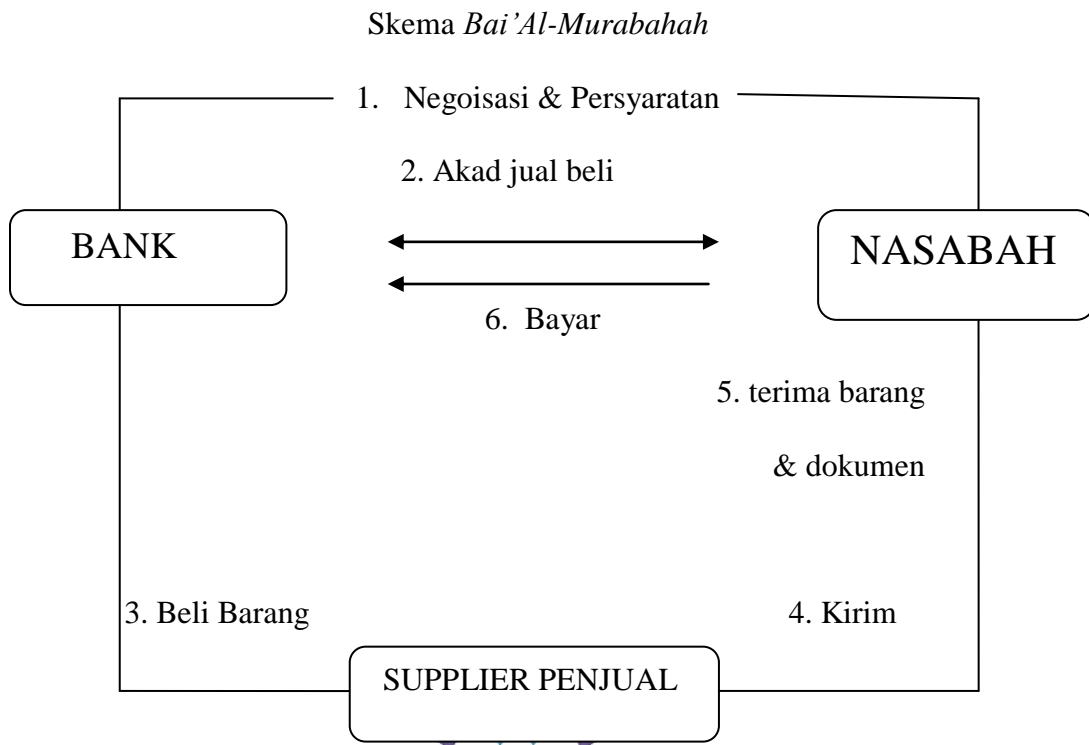 Skema Bai’Al-Murabahah
1. Negoisasi & Persyaratan
2. Akad jual beli
BANK
NASABAH
6. Bayar
5. terima barang
& dokumen
3. Beli Barang
4. Kirim
SUPPLIER PENJUAL